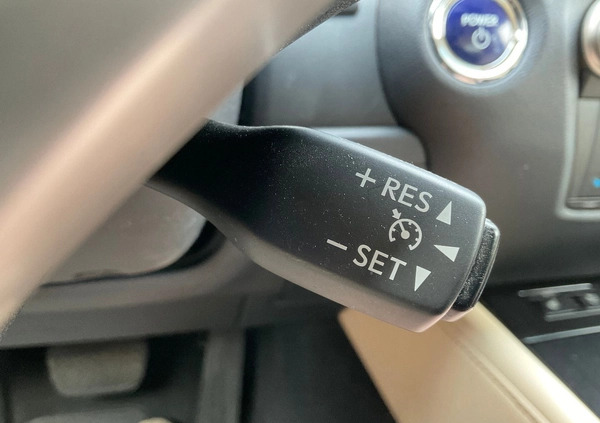 POWER
+ RES
− SET